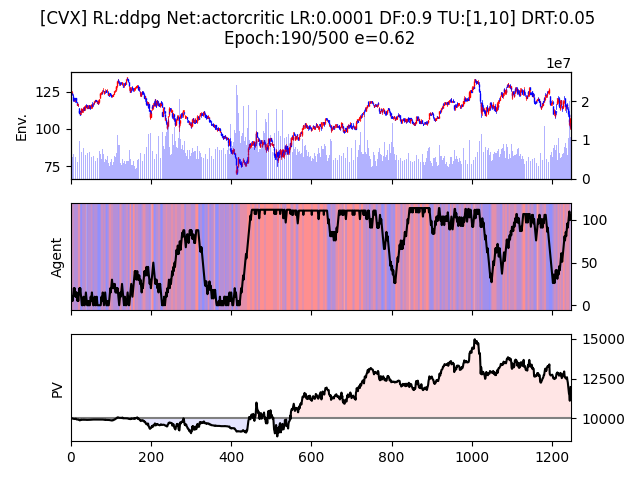 [CVX] RL:ddpg Net:actorcritic LR:0.0001 DF:0.9 TU:[1,10] DRT:0.05
Epoch:190/500 e=0.62
1e7
Env.
125
100
75
2
1
0
Agent
100
50
0
PV
15000
12500
10000
0 200 400 600 800 1000 1200